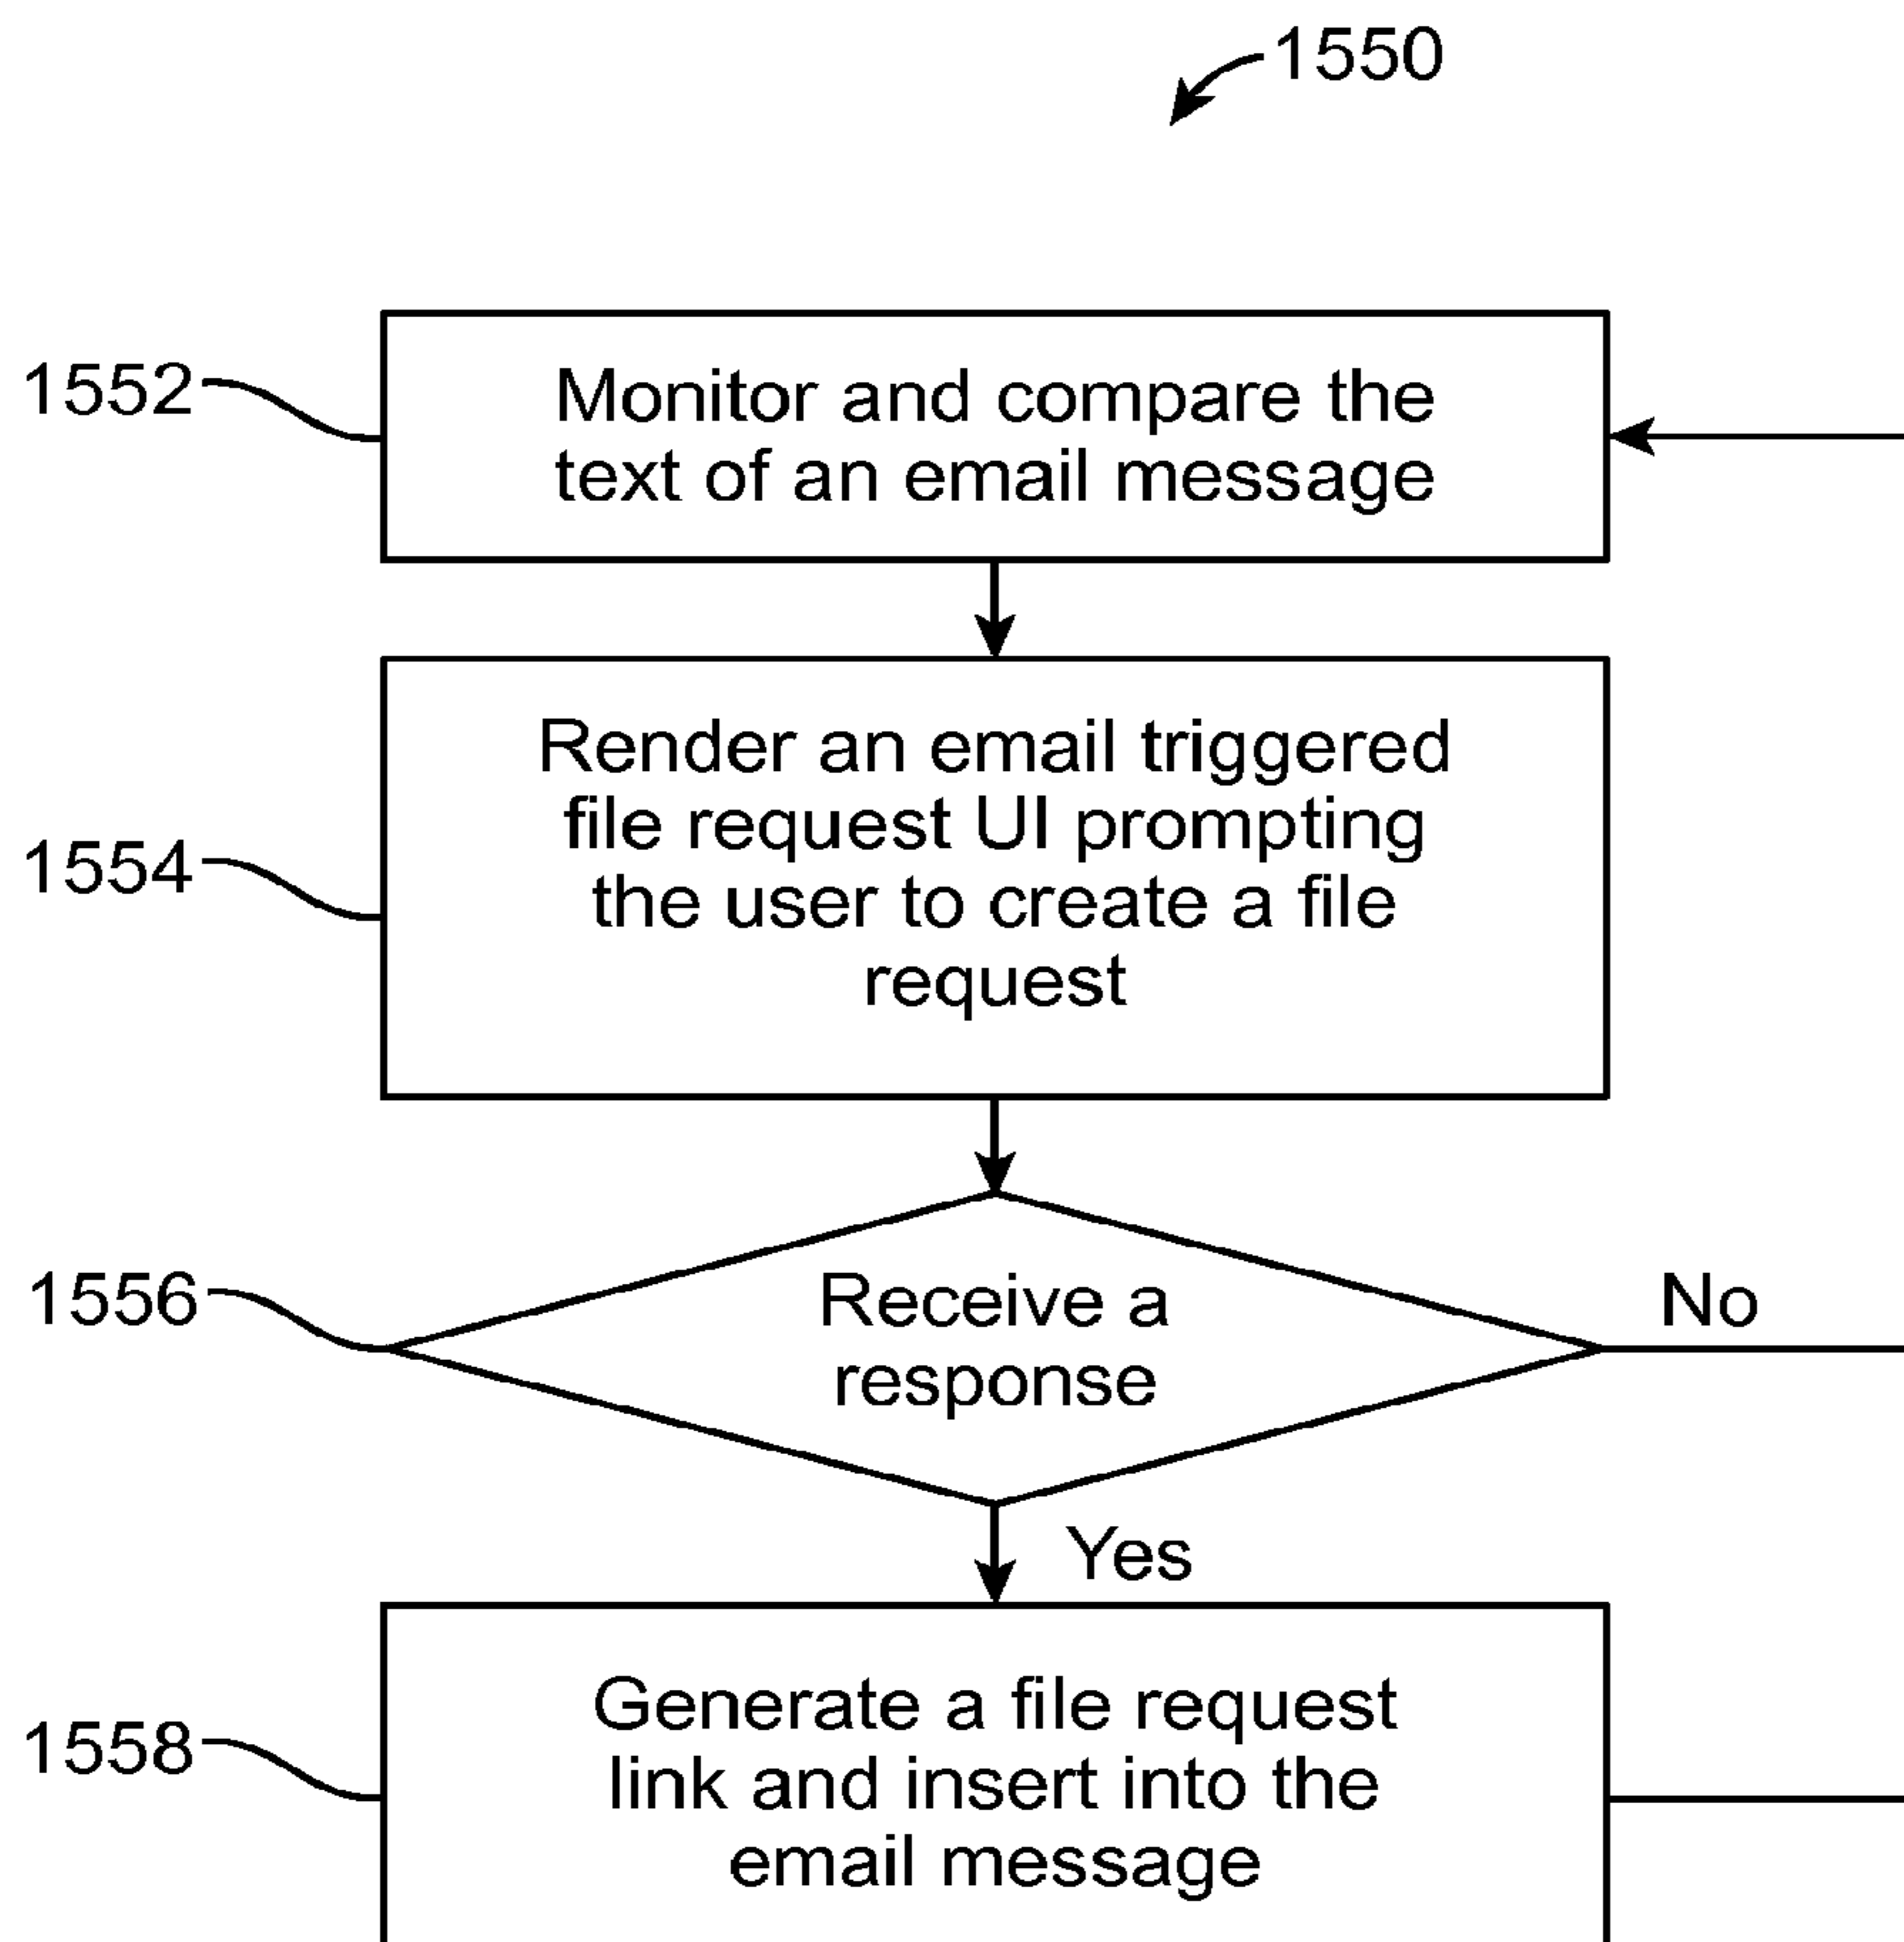 1550
1552
Monitor and compare the
text of an email message
1554
Render an email triggered
file request UI prompting
the user to create a file
request
1556
Receive a
response
No
Yes
1558
Generate a file request
link and insert into the
email message